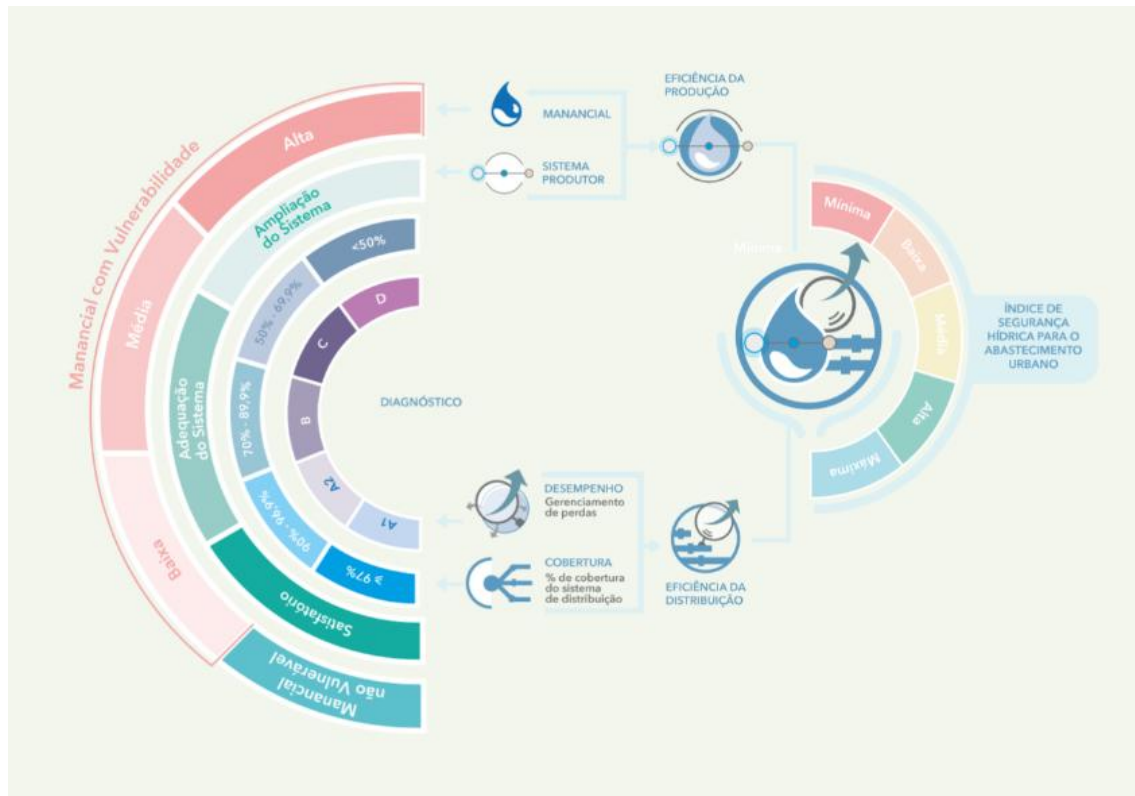 Manancial com Vulnerabilidade
Alta
Média
Baixa
Manancial
não Vulnerável
Ampliação
do Sistema
Adequação
do Sistema
Satisfatório
<50%
50% - 69,9%
70% - 89,9%
90% - 96,9%
≥ 97%
D
C
B
A2
A1
DIAGNÓSTICO
MANANCIAL
SISTEMA
PRODUTOR
EFICIÊNCIA DA
PRODUÇÃO
DESEMPENHO
Gerenciamento
de perdas
COBERTURA
% de cobertura
do sistema
de distribuição
EFICIÊNCIA DA
DISTRIBUIÇÃO
Mínima
Mínima
Baixa
Média
Alta
Máxima
ÍNDICE DE
SEGURANÇA
HÍDRICA PARA O
ABASTECIMENTO
URBANO